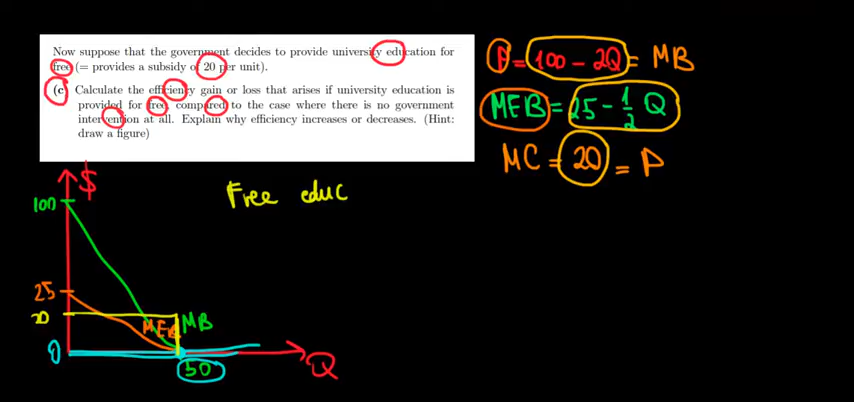 Now suppose that the government decides to provide university education for
free (= provides a subsidy of 20 per unit).
(c) Calculate the efficiency gain or loss that arises if university education is
provided for free, compared to the case where there is no government
intervention at all. Explain why efficiency increases or decreases. (Hint:
draw a figure)
P = 100 - 2Q = MB
MEB = 25 - 1/2 Q
MC = 20 = P
$
Free educ
100
25
20
MEB MB
0
50
Q